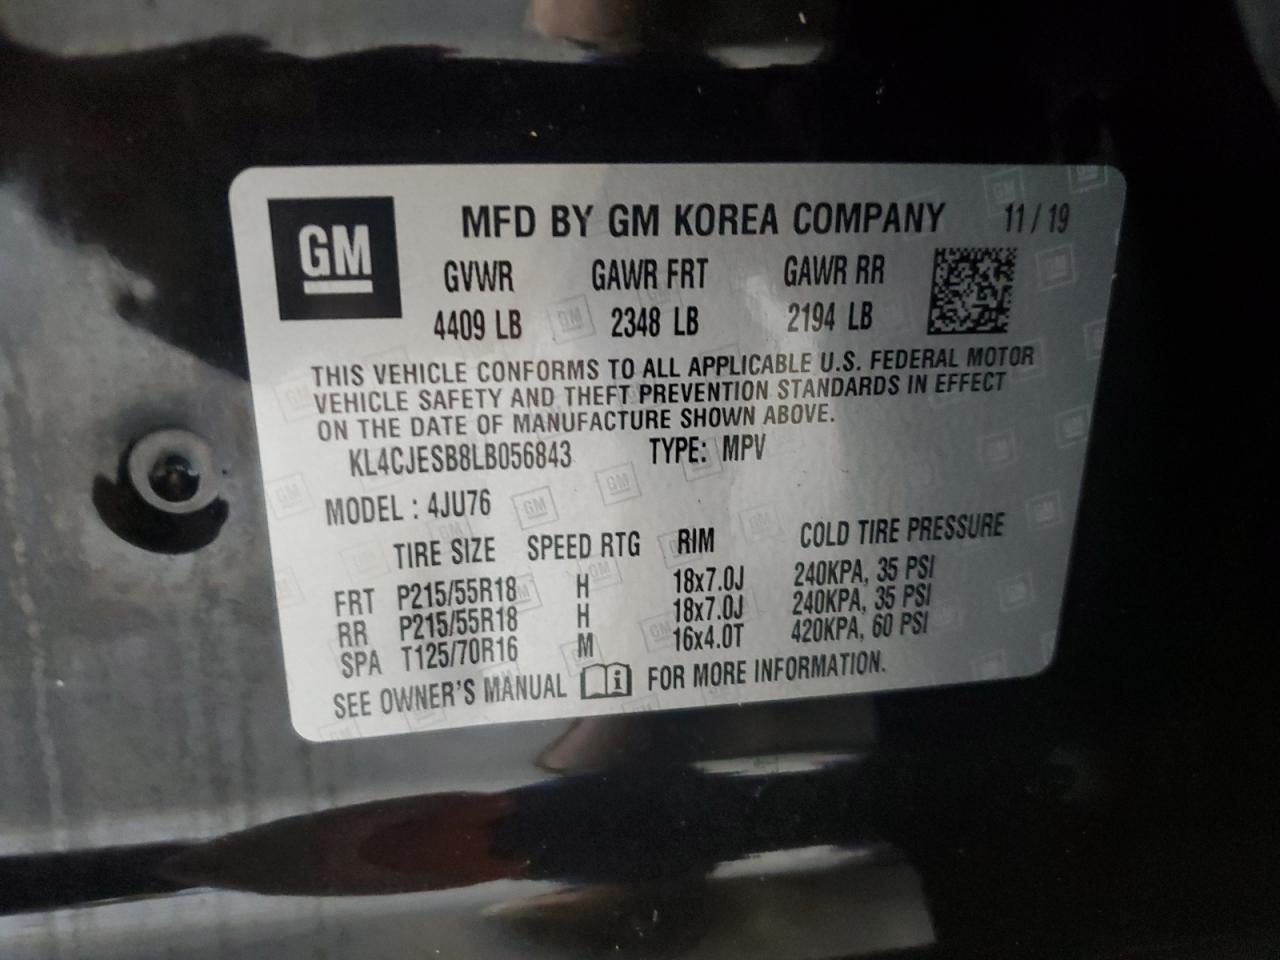 GM
MFD BY GM KOREA COMPANY 11/19
GVWR GAWR FRT GAWR RR
4409 LB 2348 LB 2194 LB
THIS VEHICLE CONFORMS TO ALL APPLICABLE U.S. FEDERAL MOTOR
VEHICLE SAFETY AND THEFT PREVENTION STANDARDS IN EFFECT
ON THE DATE OF MANUFACTURE SHOWN ABOVE.
KL4CJESB8LB056843 TYPE: MPV
MODEL : 4JU76
TIRE SIZE SPEED RTG RIM COLD TIRE PRESSURE
FRT P215/55R18 H 18x7.0J 240KPA, 35 PSI
RR P215/55R18 H 18x7.0J 240KPA, 35 PSI
SPA T125/70R16 M 16x4.0T 420KPA, 60 PSI
SEE OWNER'S MANUAL i FOR MORE INFORMATION.